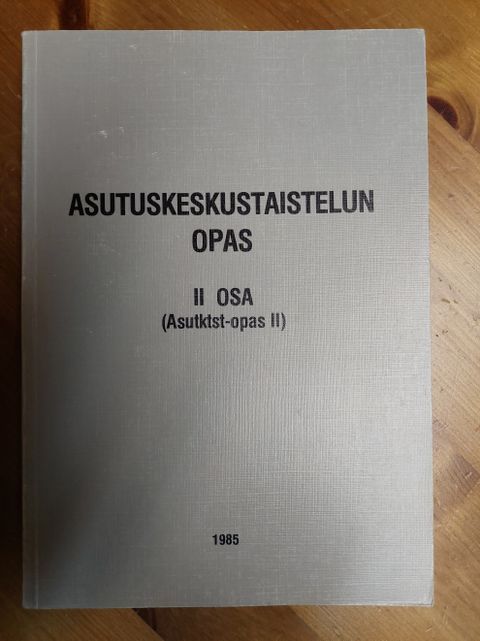 ASUTUSKESKUSTAISTELUN
OPAS
II OSA
(Asutktst-opas II)
1985